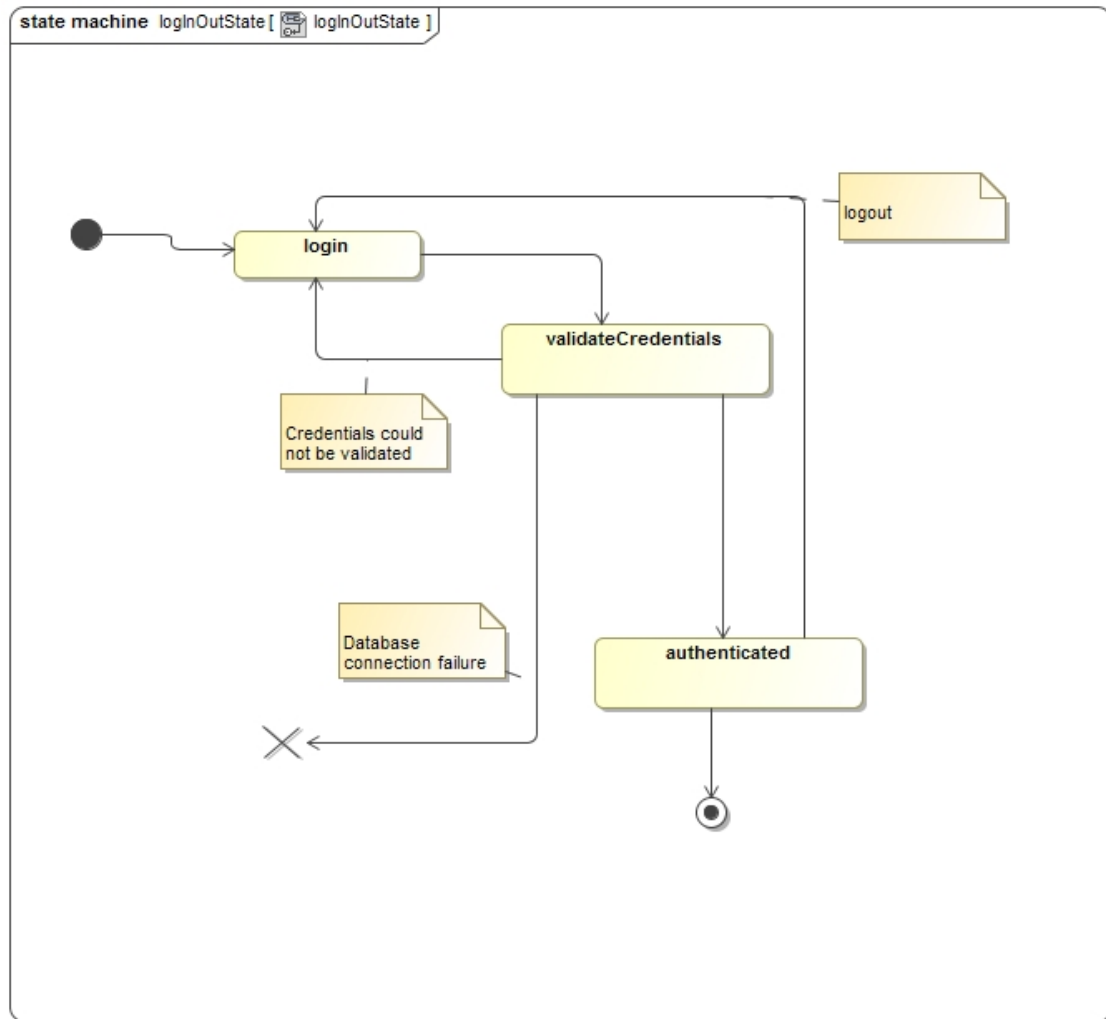 state machine logInOutState [ logInOutState ]
logout
login
validateCredentials
Credentials could
not be validated
Database
connection failure
authenticated